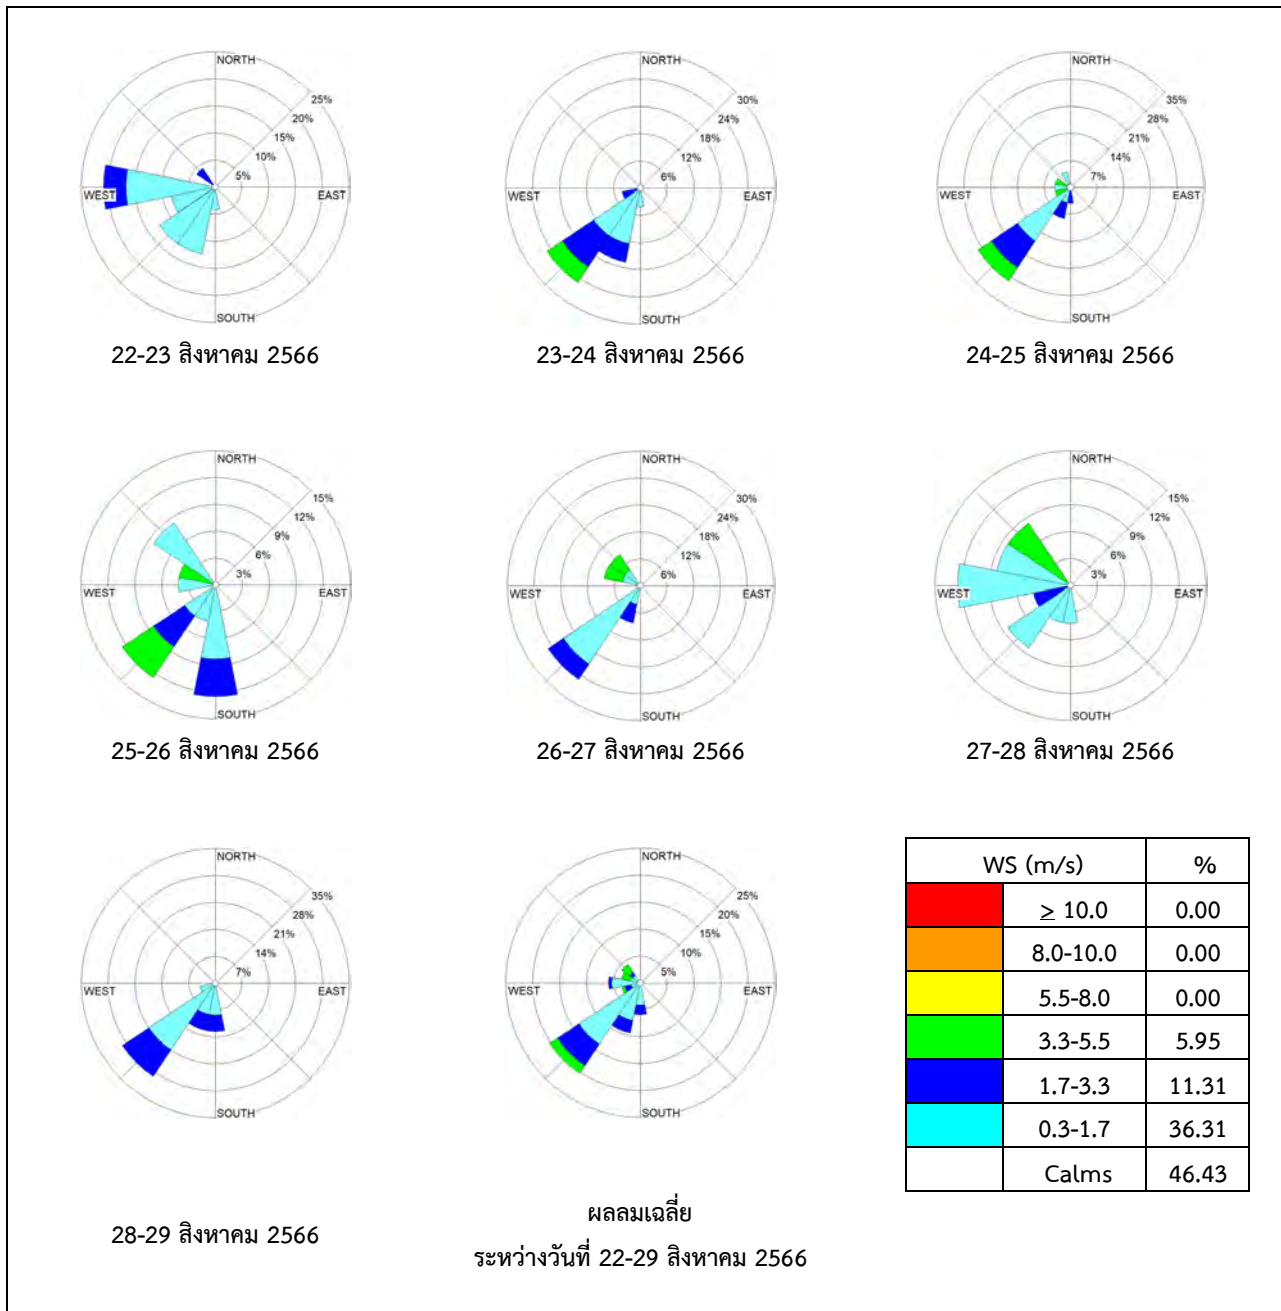 NORTH
25%
20%
15%
10%
5%
WEST
EAST
SOUTH
22-23 สิงหาคม 2566
NORTH
30%
24%
18%
12%
6%
WEST
EAST
SOUTH
23-24 สิงหาคม 2566
NORTH
35%
28%
21%
14%
7%
WEST
EAST
SOUTH
24-25 สิงหาคม 2566
NORTH
15%
12%
9%
6%
3%
WEST
EAST
SOUTH
25-26 สิงหาคม 2566
NORTH
30%
24%
18%
12%
6%
WEST
EAST
SOUTH
26-27 สิงหาคม 2566
NORTH
15%
12%
9%
6%
3%
WEST
EAST
SOUTH
27-28 สิงหาคม 2566
NORTH
35%
28%
21%
14%
7%
WEST
EAST
SOUTH
28-29 สิงหาคม 2566
NORTH
25%
20%
15%
10%
5%
WEST
EAST
SOUTH
ผลลมเฉลี่ย
ระหว่างวันที่ 22-29 สิงหาคม 2566
WS (m/s) %
≥ 10.0 0.00
8.0-10.0 0.00
5.5-8.0 0.00
3.3-5.5 5.95
1.7-3.3 11.31
0.3-1.7 36.31
Calms 46.43